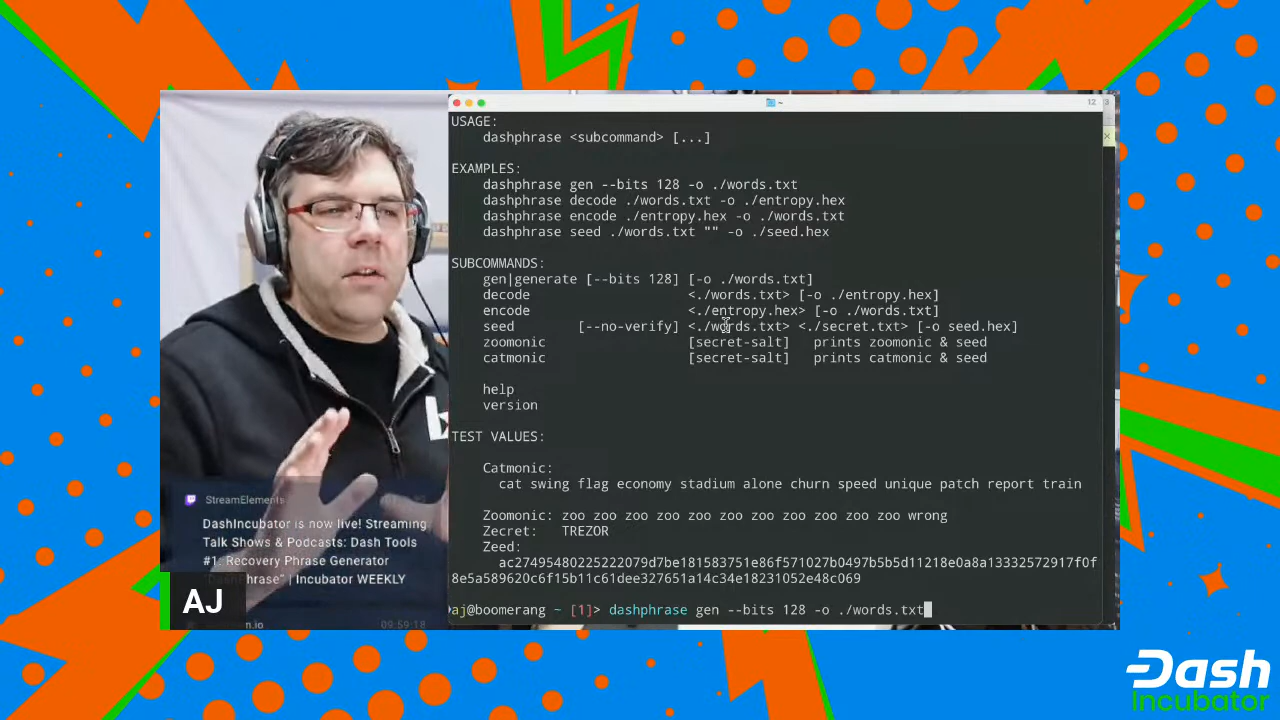 12 3
~
USAGE:
dashphrase <subcommand> [...]
EXAMPLES:
dashphrase gen --bits 128 -o ./words.txt
dashphrase decode ./words.txt -o ./entropy.hex
dashphrase encode ./entropy.hex -o ./words.txt
dashphrase seed ./words.txt "" -o ./seed.hex
SUBCOMMANDS:
gen|generate [--bits 128] [-o ./words.txt]
decode <./words.txt> [-o ./entropy.hex]
encode <./entropy.hex> [-o ./words.txt]
seed [--no-verify] <./words.txt> <./secret.txt> [-o seed.hex]
zoomonic [secret-salt] prints zoomonic & seed
catmonic [secret-salt] prints catmonic & seed
help
version
TEST VALUES:
Catmonic:
cat swing flag economy stadium alone churn speed unique patch report train
Zoomonic: zoo zoo zoo zoo zoo zoo zoo zoo zoo zoo zoo wrong
Zecret: TREZOR
Zeed:
ac27495480225222079d7be181583751e86f571027b0497b5b5d11218e0a8a13332572917f0f
8e5a589620c6f15b11c61dee327651a14c34e18231052e48c069
aj@boomerang ~ [1]> dashphrase gen --bits 128 -o ./words.txt
StreamElements
DashIncubator is now live! Streaming
Talk Shows & Podcasts: Dash Tools
#1: Recovery Phrase Generator
"DashPhrase" | Incubator WEEKLY
AJ
n.io
09:59:18
Dash
Incubator